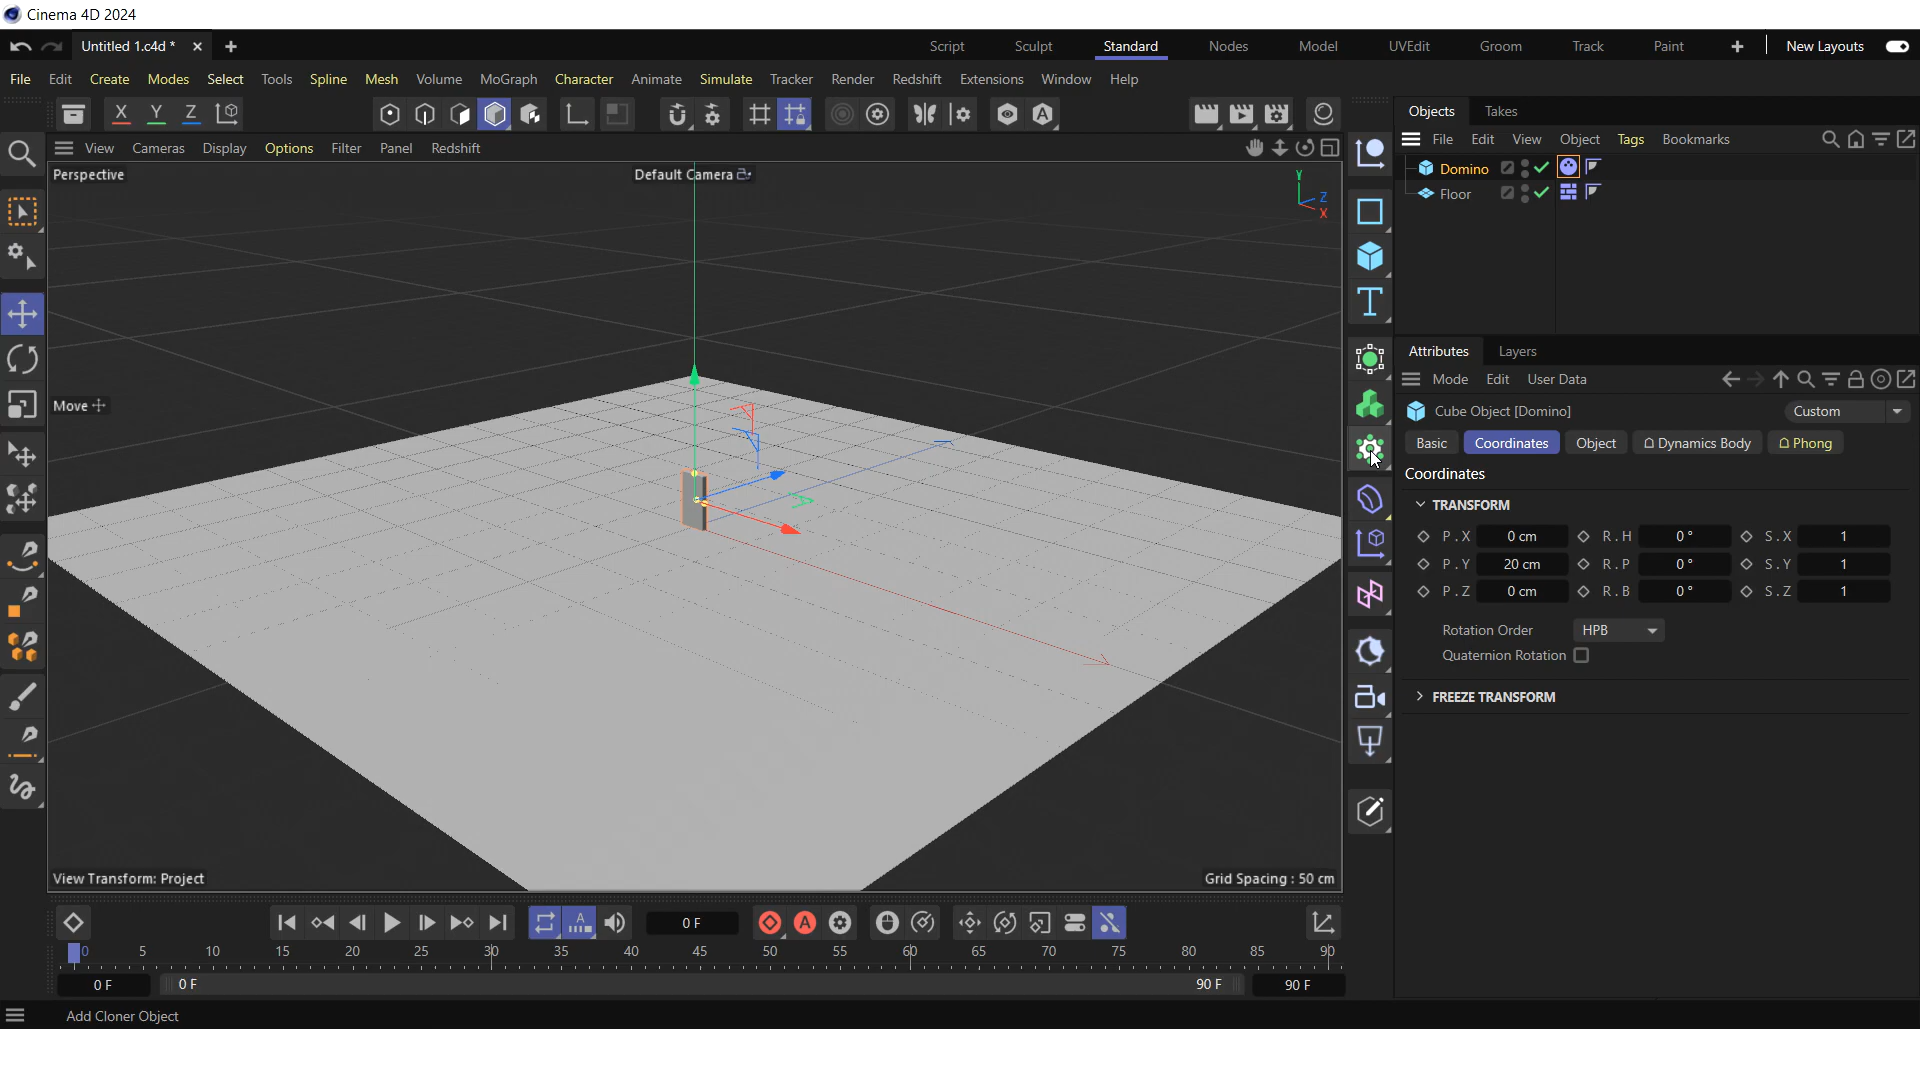 Cinema 4D 2024
Untitled 1.c4d *
Script Sculpt Standard Nodes Model UVEdit Groom Track Paint New Layouts
File Edit Create Modes Select Tools Spline Mesh Volume MoGraph Character Animate Simulate Tracker Render Redshift Extensions Window Help
X Y Z
View Cameras Display Options Filter Panel Redshift
Perspective
Default Camera
Y
Z
X
Move
View Transform: Project
Grid Spacing : 50 cm
Objects Takes
File Edit View Object Tags Bookmarks
Domino
Floor
Attributes Layers
Mode Edit User Data
Cube Object [Domino]
Custom
Basic Coordinates Object Dynamics Body Phong
Coordinates
TRANSFORM
P . X 0 cm R . H 0 ° S . X 1
P . Y 20 cm R . P 0 ° S . Y 1
P . Z 0 cm R . B 0 ° S . Z 1
Rotation Order HPB
Quaternion Rotation
FREEZE TRANSFORM
0 F
0 5 10 15 20 25 30 35 40 45 50 55 60 65 70 75 80 85 90
0 F 0 F 90 F 90 F
Add Cloner Object